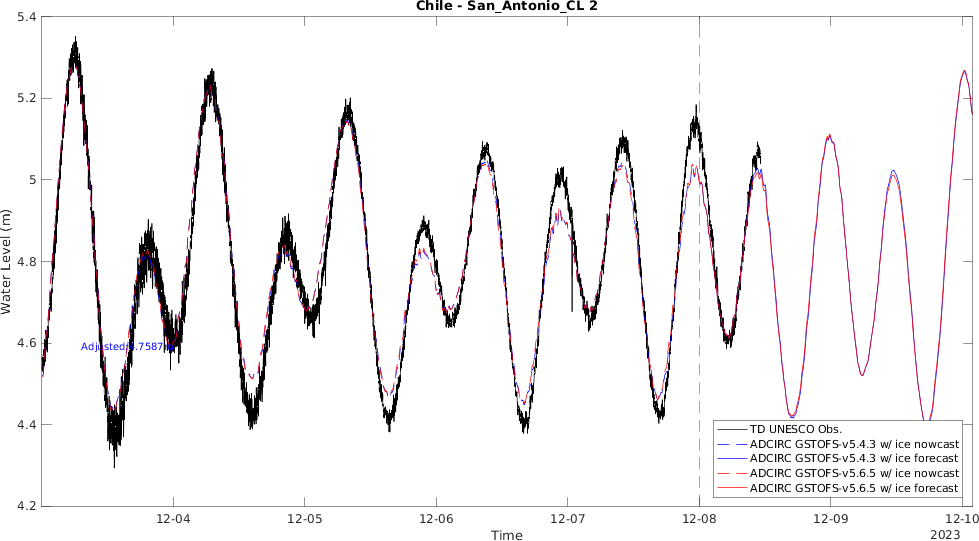 Chile - San_Antonio_CL 2
5.4
5.2
5
4.8
4.6
4.4
4.2
Water Level (m)
12-04
12-05
12-06
12-07
12-08
12-09
12-10
2023
Time
TD UNESCO Obs.
ADCIRC GSTOFS-v5.4.3 w/ ice nowcast
ADCIRC GSTOFS-v5.4.3 w/ ice forecast
ADCIRC GSTOFS-v5.6.5 w/ ice nowcast
ADCIRC GSTOFS-v5.6.5 w/ ice forecast